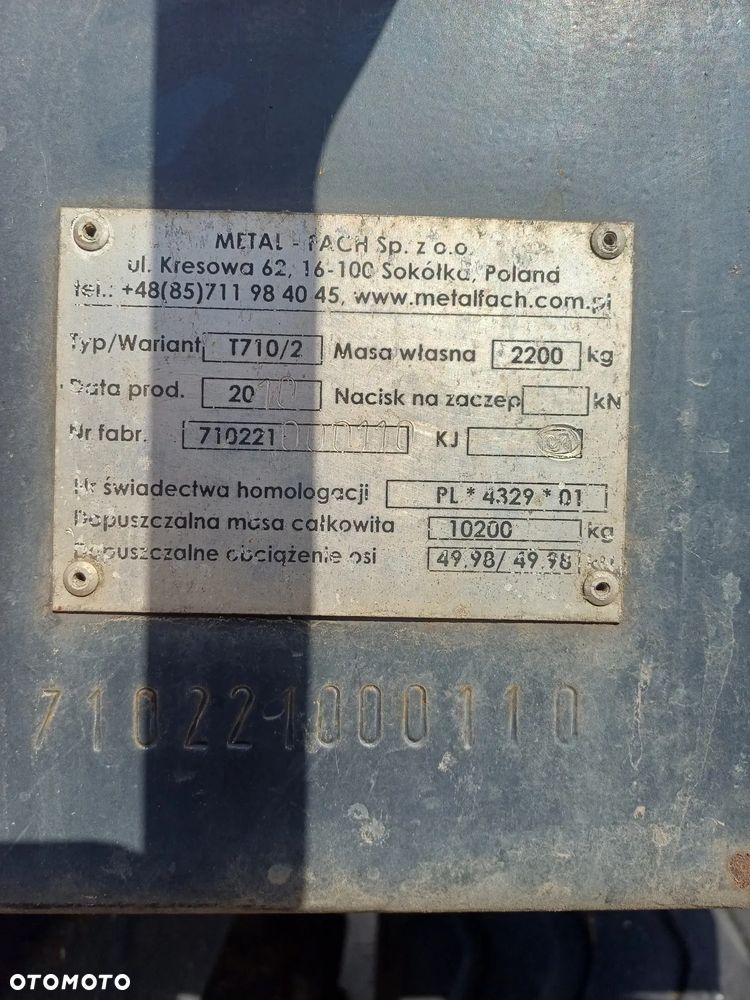 METAL - FACH Sp. z o.o.
ul. Kresowa 62, 16-100 Sokółka, Poland
tel.: +48(85)711 98 40 45, www.metalfach.com.pl
Typ/Wariant T710/2 Masa własna 2200 kg
Data prod. 2010 Nacisk na zaczep kN
Nr fabr. 710221000110 KJ
Nr świadectwa homologacji PL * 4329 * 01
Dopuszczalna masa całkowita 10200 kg
Dopuszczalne obciążenie osi 49.98/ 49.98 kN
710221000110
OTOMOTO